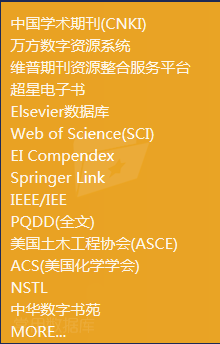 中国学术期刊(CNKI)
万方数字资源系统
维普期刊资源整合服务平台
超星电子书
Elsevier数据库
Web of Science(SCI)
EI Compendex
Springer Link
IEEE/IEE
PQDD(全文)
美国土木工程协会(ASCE)
ACS(美国化学学会)
NSTL
中华数字书苑
MORE...